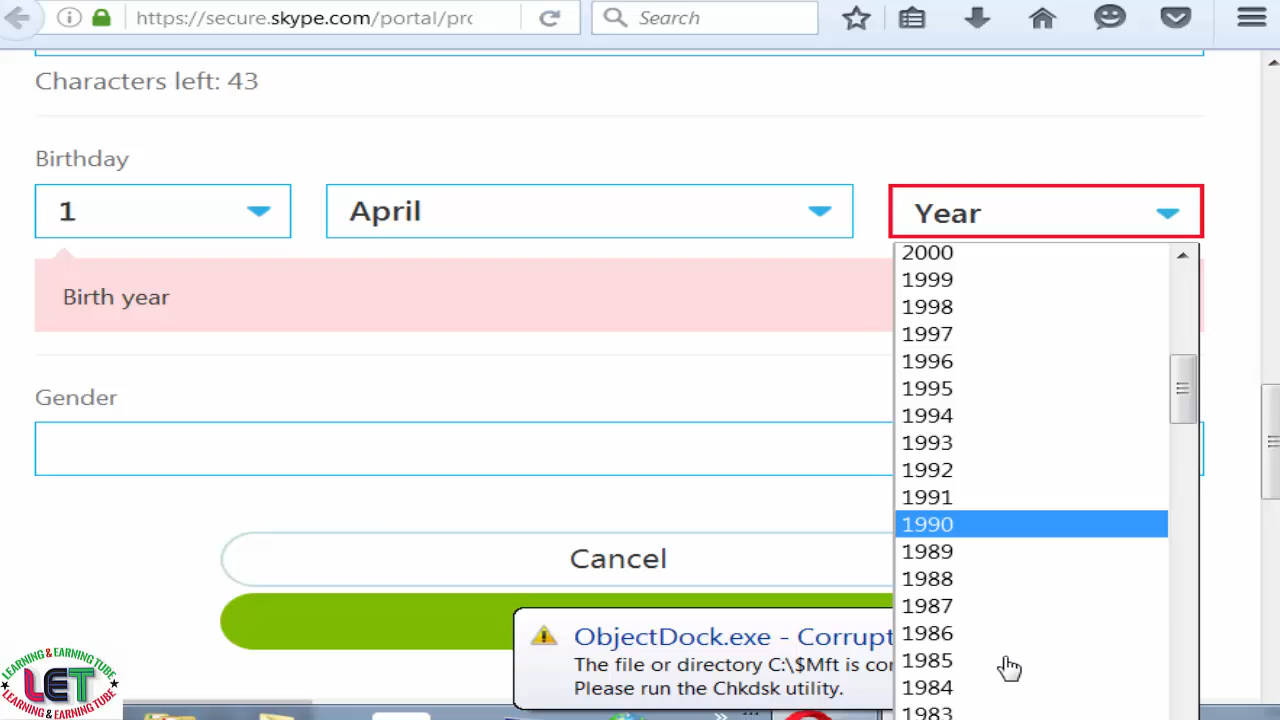 https://secure.skype.com/portal/pro
Search
Characters left: 43
Birthday
1
April
Year
Birth year
2000
1999
1998
1997
1996
1995
1994
1993
1992
1991
1990
1989
1988
1987
1986
1985
1984
1983
Gender
Cancel
ObjectDock.exe - Corrupt
The file or directory C:\$Mft is co
Please run the Chkdsk utility.
LEARNING & EARNING TUBE
LET
LEARNING & EARNING TUBE